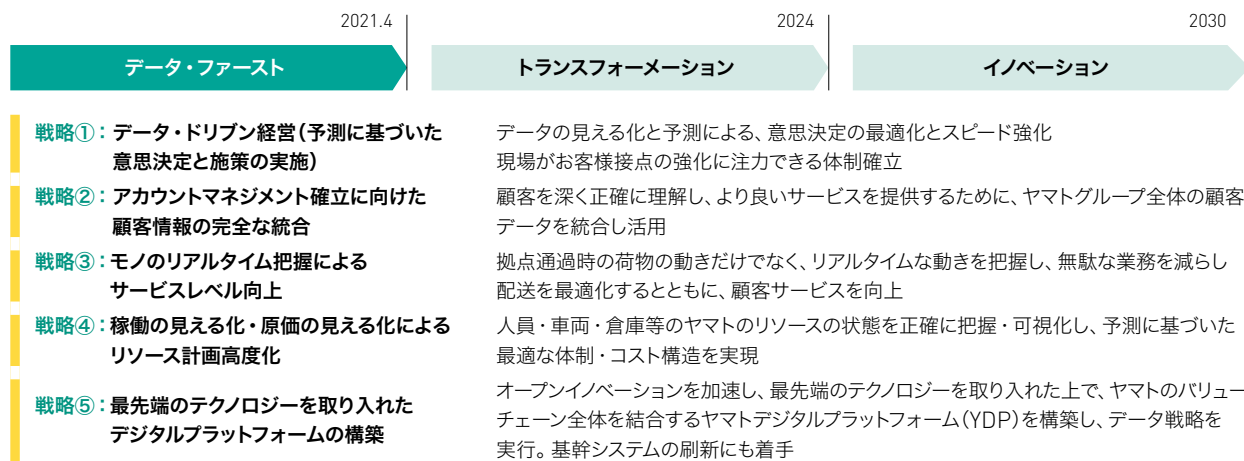 2021.4
2024
2030
データ・ファースト
トランスフォーメーション
イノベーション
戦略①：データ・ドリブン経営（予測に基づいた
意思決定と施策の実施）
データの見える化と予測による、意思決定の最適化とスピード強化
現場がお客様接点の強化に注力できる体制確立
戦略②：アカウントマネジメント確立に向けた
顧客情報の完全な統合
顧客を深く正確に理解し、より良いサービスを提供するために、ヤマトグループ全体の顧客
データを統合し活用
戦略③：モノのリアルタイム把握による
サービスレベル向上
拠点通過時の荷物の動きだけでなく、リアルタイムな動きを把握し、無駄な業務を減らし
配送を最適化するとともに、顧客サービスを向上
戦略④：稼働の見える化・原価の見える化による
リソース計画高度化
人員・車両・倉庫等のヤマトのリソースの状態を正確に把握・可視化し、予測に基づいた
最適な体制・コスト構造を実現
戦略⑤：最先端のテクノロジーを取り入れた
デジタルプラットフォームの構築
オープンイノベーションを加速し、最先端のテクノロジーを取り入れた上で、ヤマトのバリュー
チェーン全体を結合するヤマトデジタルプラットフォーム（YDP）を構築し、データ戦略を
実行。基幹システムの刷新にも着手